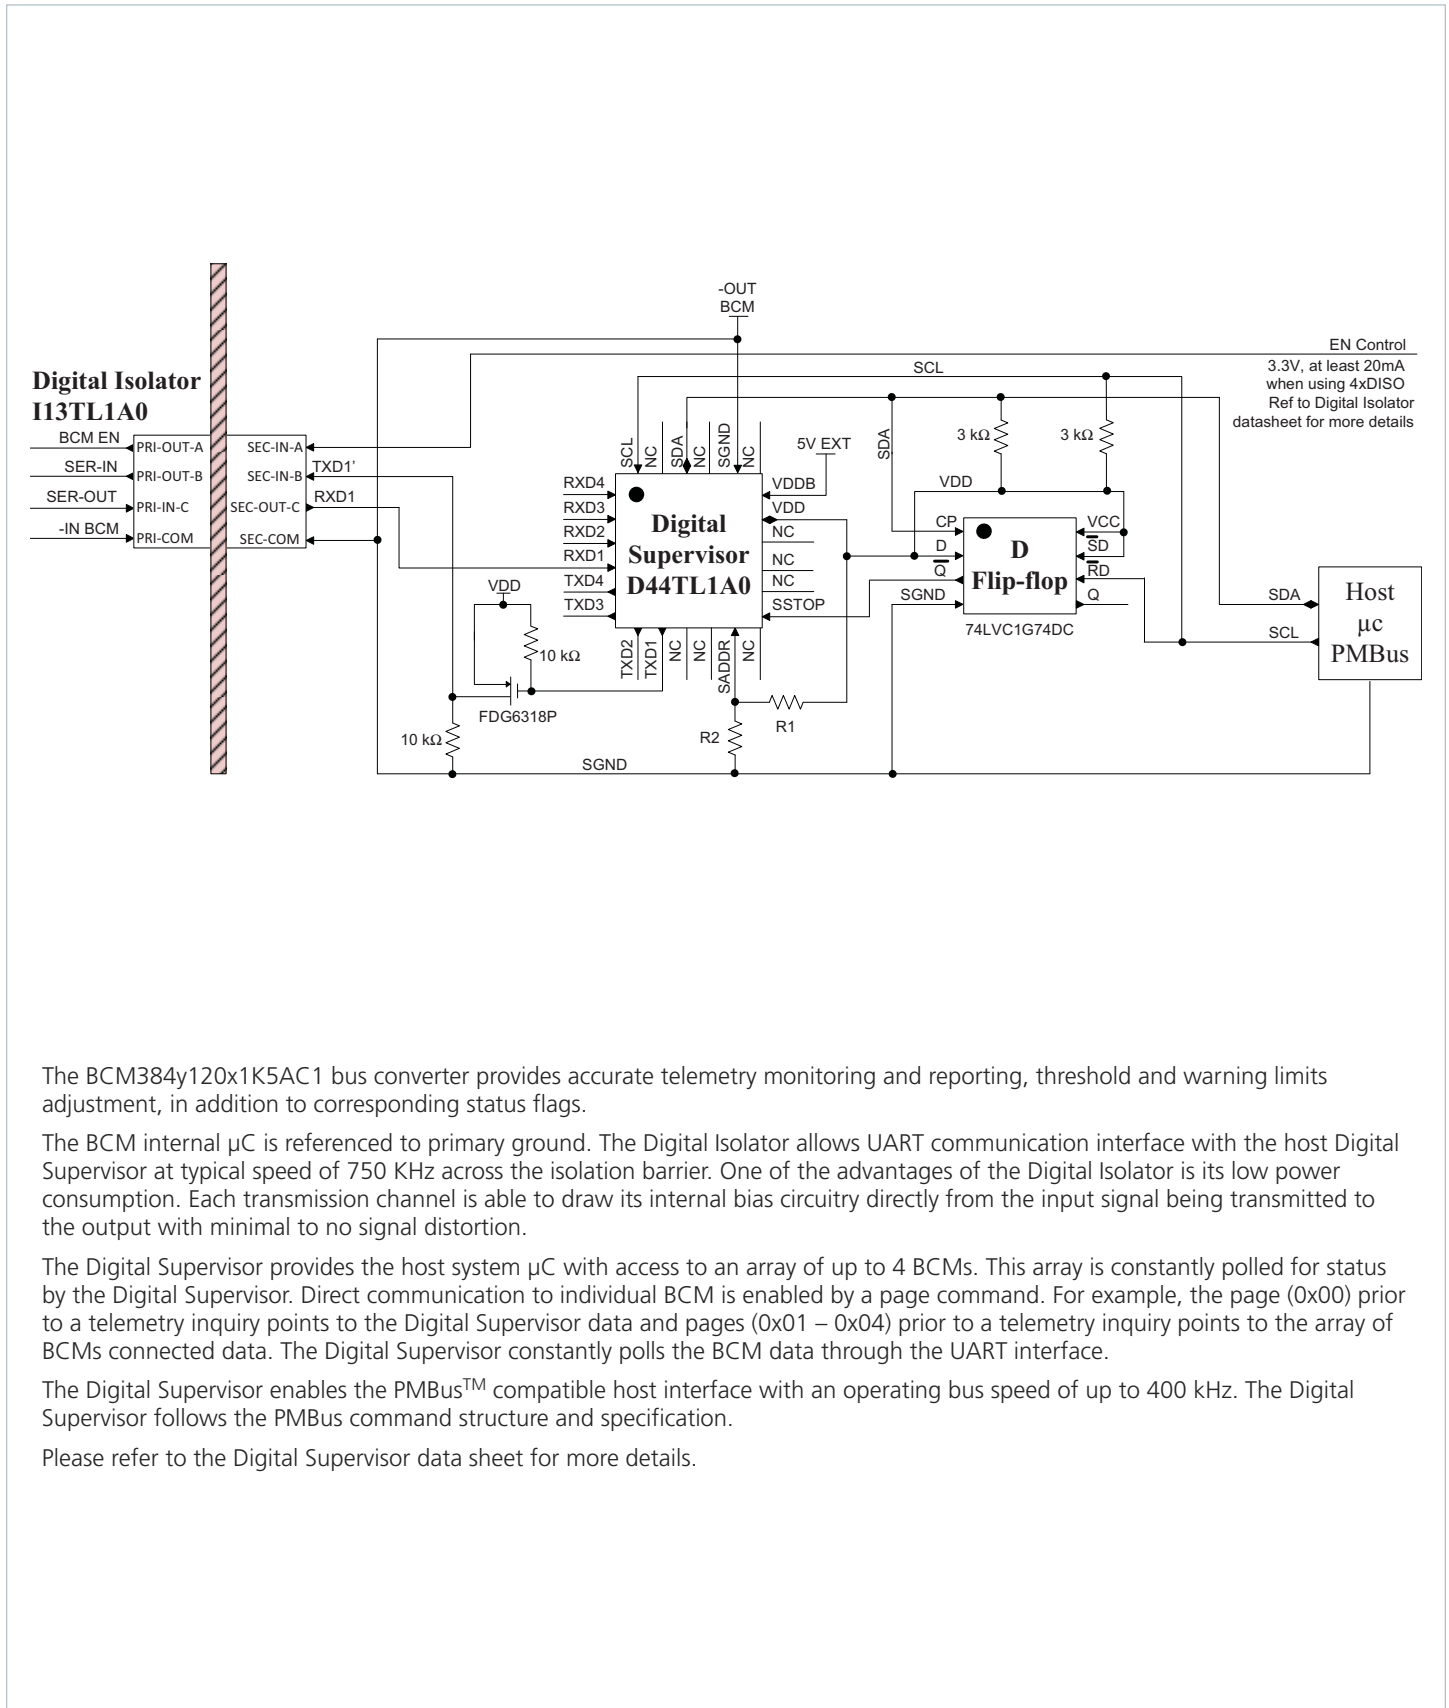 -OUT
BCM
EN Control
3.3V, at least 20mA
when using 4xDISO
Ref to Digital Isolator
datasheet for more details
SCL
Digital Isolator
I13TL1A0
BCM EN
SER-IN
SER-OUT
-IN BCM
PRI-OUT-A
PRI-OUT-B
PRI-IN-C
PRI-COM
SEC-IN-A
SEC-IN-B
SEC-OUT-C
SEC-COM
TXD1’
RXD1
SCL
NC
SDA
NC
SGND
NC
5V EXT
SDA
3 kΩ
3 kΩ
VDD
RXD4
RXD3
RXD2
RXD1
TXD4
TXD3
Digital
Supervisor
D44TL1A0
VDDB
VDD
NC
NC
NC
SSTOP
TXD2
TXD1
NC
NC
SADDR
NC
CP
D
Q
SGND
D
Flip-flop
VCC
SD
RD
Q
74LVC1G74DC
SDA
SCL
Host
µc
PMBus
VDD
10 kΩ
FDG6318P
10 kΩ
R1
R2
SGND
The BCM384y120x1K5AC1 bus converter provides accurate telemetry monitoring and reporting, threshold and warning limits
adjustment, in addition to corresponding status flags.
The BCM internal µC is referenced to primary ground. The Digital Isolator allows UART communication interface with the host Digital
Supervisor at typical speed of 750 KHz across the isolation barrier. One of the advantages of the Digital Isolator is its low power
consumption. Each transmission channel is able to draw its internal bias circuitry directly from the input signal being transmitted to
the output with minimal to no signal distortion.
The Digital Supervisor provides the host system µC with access to an array of up to 4 BCMs. This array is constantly polled for status
by the Digital Supervisor. Direct communication to individual BCM is enabled by a page command. For example, the page (0x00) prior
to a telemetry inquiry points to the Digital Supervisor data and pages (0x01 – 0x04) prior to a telemetry inquiry points to the array of
BCMs connected data. The Digital Supervisor constantly polls the BCM data through the UART interface.
The Digital Supervisor enables the PMBus™ compatible host interface with an operating bus speed of up to 400 kHz. The Digital
Supervisor follows the PMBus command structure and specification.
Please refer to the Digital Supervisor data sheet for more details.